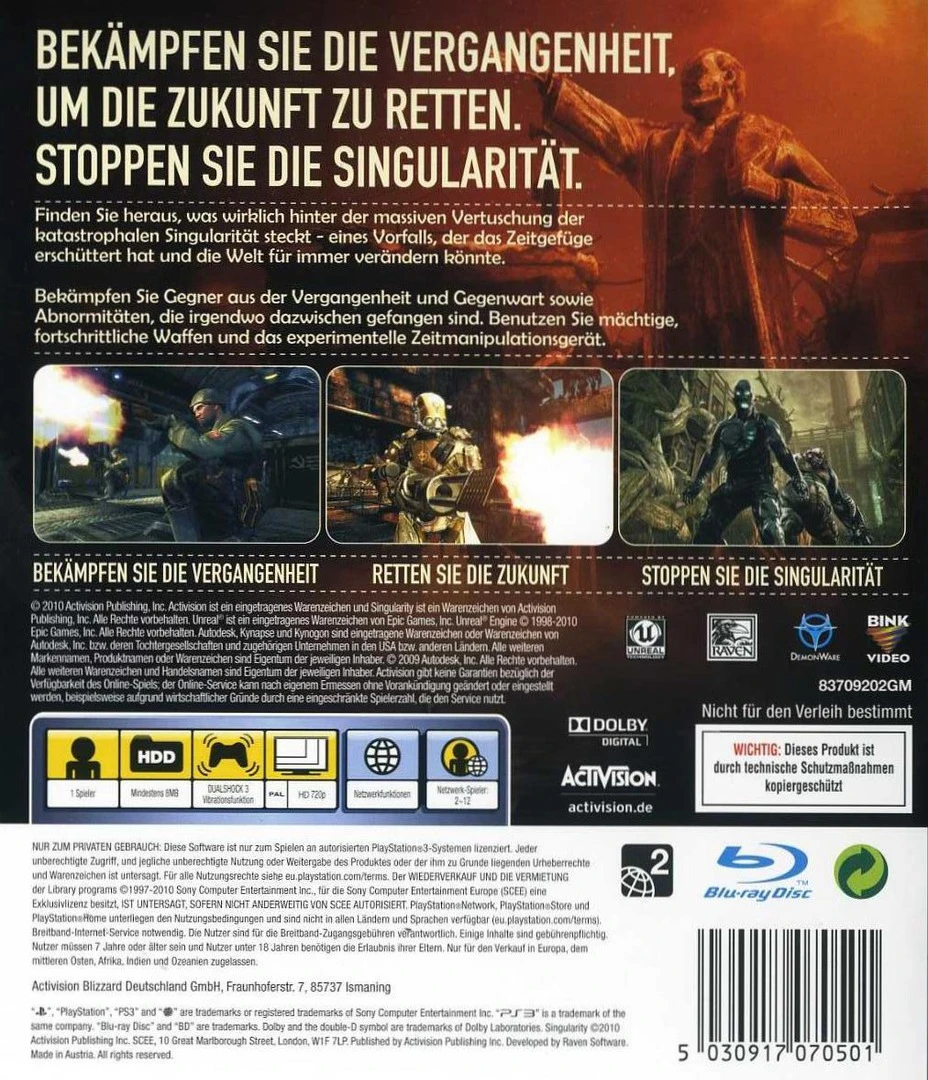 BEKÄMPFEN SIE DIE VERGANGENHEIT,
UM DIE ZUKUNFT ZU RETTEN.
STOPPEN SIE DIE SINGULARITÄT.
Finden Sie heraus, was wirklich hinter der massiven Vertuschung der
katastrophalen Singularität steckt - eines Vorfalls, der das Zeitgefüge
erschüttert hat und die Welt für immer verändern könnte.
Bekämpfen Sie Gegner aus der Vergangenheit und Gegenwart sowie
Abnormitäten, die irgendwo dazwischen gefangen sind. Benutzen Sie mächtige,
fortschrittliche Waffen und das experimentelle Zeitmanipulationsgerät.
BEKÄMPFEN SIE DIE VERGANGENHEIT
RETTEN SIE DIE ZUKUNFT
STOPPEN SIE DIE SINGULARITÄT
© 2010 Activision Publishing, Inc. Activision ist ein eingetragenes Warenzeichen und Singularity ist ein Warenzeichen von Activision
Publishing, Inc. Alle Rechte vorbehalten. Unreal® ist ein eingetragenes Warenzeichen von Epic Games, Inc. Unreal® Engine © 1998-2010
Epic Games, Inc. Alle Rechte vorbehalten. Autodesk, Kynapse und Kynogon sind eingetragene Warenzeichen oder Warenzeichen von
Autodesk, Inc. bzw. deren Tochtergesellschaften und zugehörigen Unternehmen in den USA bzw. anderen Ländern. Alle weiteren
Markennamen, Produktnamen oder Warenzeichen sind Eigentum der jeweiligen Inhaber. © 2009 Autodesk, Inc. Alle Rechte vorbehalten.
Alle weiteren Warenzeichen und Handelsnamen sind Eigentum der jeweiligen Inhaber. Activision gibt keine Garantien bezüglich der
Verfügbarkeit des Online-Spiels; der Online-Service kann nach eigenem Ermessen ohne Vorankündigung geändert oder eingestellt
werden, beispielsweise aufgrund wirtschaftlicher Gründe durch eine eingeschränkte Spielerzahl, die den Service nutzt.
POWERED BY
UNREAL
TECHNOLOGY
RAVEN
DEMONWARE
BINK
VIDEO
83709202GM
Nicht für den Verleih bestimmt
WICHTIG: Dieses Produkt ist
durch technische Schutzmaßnahmen
kopiergeschützt
DOLBY
DIGITAL
ACTIVISION
activision.de
HDD
1 Spieler
Mindestens 8MB
DUALSHOCK 3
Vibrationsfunktion
PAL
HD 720p
Netzwerkfunktionen
Netzwerk-Spieler:
2-12
NUR ZUM PRIVATEN GEBRAUCH: Diese Software ist nur zum Spielen an autorisierten PlayStation®3-Systemen lizenziert. Jeder
unberechtigte Zugriff, und jegliche unberechtigte Nutzung oder Weitergabe des Produktes oder der ihm zu Grunde liegenden Urheberrechte
und Warenzeichen ist untersagt. Für alle Nutzungsrechte siehe eu.playstation.com/terms. Der WIEDERVERKAUF UND DIE VERMIETUNG
der Library programs ©1997-2010 Sony Computer Entertainment Inc., für die Sony Computer Entertainment Europe (SCEE) eine
Exklusivlizenz besitzt, IST UNTERSAGT, SOFERN NICHT ANDERWEITIG VON SCEE AUTORISIERT. PlayStation®Network, PlayStation®Store und
PlayStation®Home unterliegen den Nutzungsbedingungen und sind nicht in allen Ländern und Sprachen verfügbar (eu.playstation.com/terms).
Breitband-Internet-Service notwendig. Die Nutzer sind für die Breitband-Zugangsgebühren verantwortlich. Einige Inhalte sind gebührenpflichtig.
Nutzer müssen 7 Jahre oder älter sein und Nutzer unter 18 Jahren benötigen die Erlaubnis ihrer Eltern. Nur für den Verkauf in Europa, dem
mittleren Osten, Afrika, Indien und Ozeanien zugelassen.
2
Blu-ray Disc™
Activision Blizzard Deutschland GmbH, Fraunhoferstr. 7, 85737 Ismaning
" ", "PlayStation", "PS3" and " " are trademarks or registered trademarks of Sony Computer Entertainment Inc. "PS3" is a trademark of the
same company. "Blu-ray Disc" and "BD" are trademarks. Dolby and the double-D symbol are trademarks of Dolby Laboratories. Singularity ©2010
Activision Publishing Inc. SCEE, 10 Great Marlborough Street, London, W1F 7LP. Published by Activision Publishing Inc. Developed by Raven Software.
Made in Austria. All rights reserved.
5 030917 070501